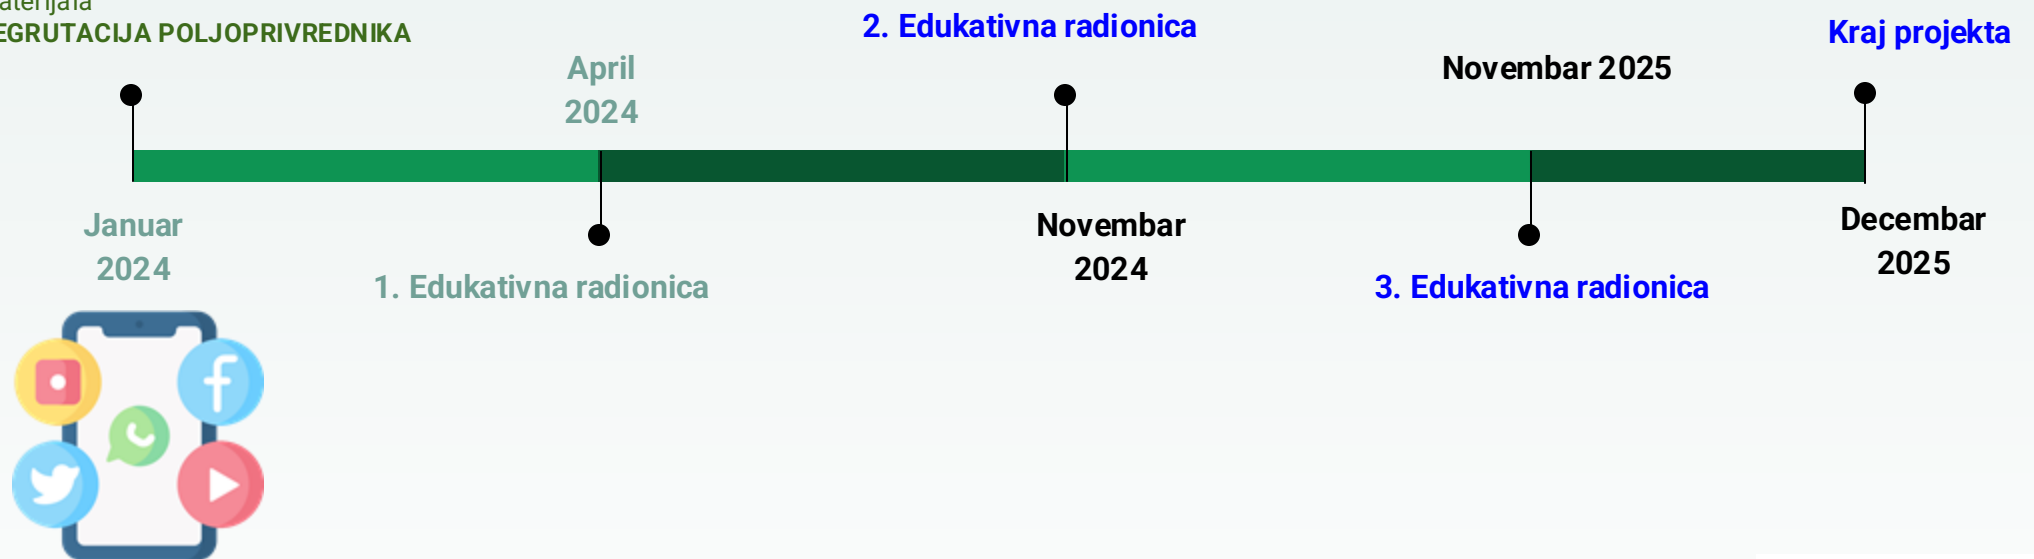 EGRUTACIJA POLJOPRIVREDNIKA
2. Edukativna radionica
Kraj projekta
April
2024
Novembar 2025
Januar
2024
1. Edukativna radionica
Novembar
2024
3. Edukativna radionica
Decembar
2025